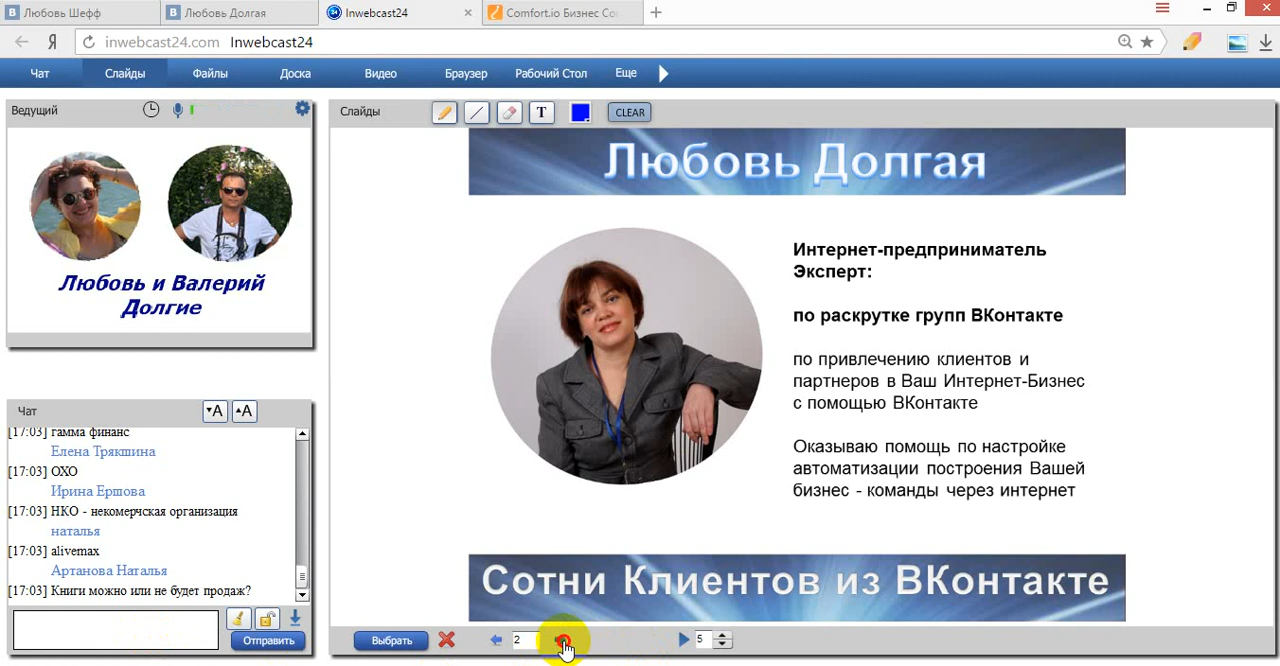 Любовь Шефф
Любовь Долгая
Inwebcast24
Comfort.io Бизнес Со
inwebcast24.com Inwebcast24
Чат
Слайды
Файлы
Доска
Видео
Браузер
Рабочий Стол
Еще
Ведущий
Любовь и Валерий
Долгие
Чат
▾A
▴A
[17:03] гамма финанс
Елена Трякшина
[17:03] ОХО
Ирина Ершова
[17:03] НКО - некомерчская организация
наталья
[17:03] alivemax
Артанова Наталья
[17:03] Книги можно или не будет продаж?
Отправить
Слайды
T
CLEAR
Любовь Долгая
Интернет-предприниматель
Эксперт:
по раскрутке групп ВКонтакте
по привлечению клиентов и
партнеров в Ваш Интернет-Бизнес
с помощью ВКонтакте
Оказываю помощь по настройке
автоматизации построения Вашей
бизнес - команды через интернет
Сотни Клиентов из ВКонтакте
Выбрать
2
5